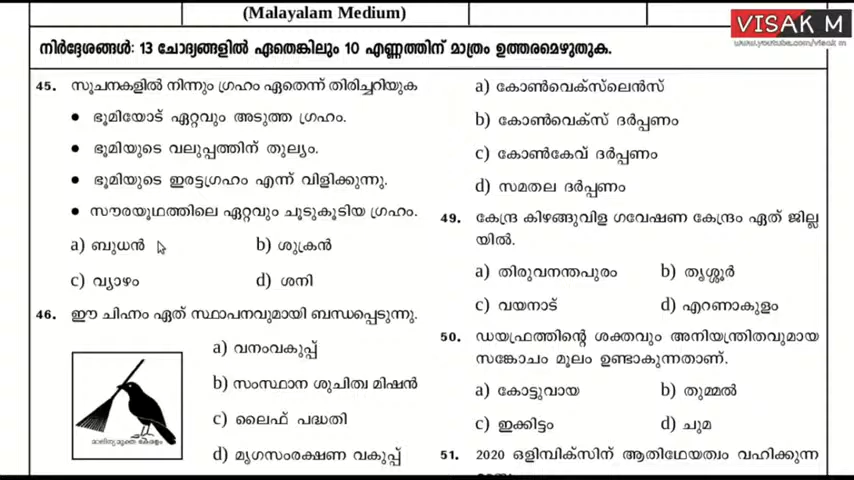 (Malayalam Medium)
VISAK M
www.youtube.com/visak m
നിർദ്ദേശങ്ങൾ: 13 ചോദ്യങ്ങളിൽ ഏതെങ്കിലും 10 എണ്ണത്തിന് മാത്രം ഉത്തരമെഴുതുക.
45. സൂചനകളിൽ നിന്നും ഗ്രഹം ഏതെന്ന് തിരിച്ചറിയുക
• ഭൂമിയോട് ഏറ്റവും അടുത്ത ഗ്രഹം.
• ഭൂമിയുടെ വലുപ്പത്തിന് തുല്യം.
• ഭൂമിയുടെ ഇരട്ടഗ്രഹം എന്ന് വിളിക്കുന്നു.
• സൗരയൂഥത്തിലെ ഏറ്റവും ചൂടുകൂടിയ ഗ്രഹം.
a) ബുധൻ b) ശുക്രൻ
c) വ്യാഴം d) ശനി
46. ഈ ചിഹ്നം ഏത് സ്ഥാപനവുമായി ബന്ധപ്പെടുന്നു.
മാലിന്യ മുക്ത കേരളം
a) വനംവകുപ്പ്
b) സംസ്ഥാന ശുചിത്വ മിഷൻ
c) ലൈഫ് പദ്ധതി
d) മൃഗസംരക്ഷണ വകുപ്പ്
a) കോൺവെക്സ്‌ലെൻസ്
b) കോൺവെക്സ് ദർപ്പണം
c) കോൺകേവ് ദർപ്പണം
d) സമതല ദർപ്പണം
49. കേന്ദ്ര കിഴങ്ങുവിള ഗവേഷണ കേന്ദ്രം ഏത് ജില്ല
യിൽ.
a) തിരുവനന്തപുരം b) തൃശ്ശൂർ
c) വയനാട് d) എറണാകുളം
50. ഡയഫ്രത്തിന്റെ ശക്തവും അനിയന്ത്രിതവുമായ
സങ്കോചം മൂലം ഉണ്ടാകുന്നതാണ്.
a) കോട്ടുവായ b) തുമ്മൽ
c) ഇക്കിട്ടം d) ചുമ
51. 2020 ഒളിമ്പിക്സിന് ആതിഥേയത്വം വഹിക്കുന്ന